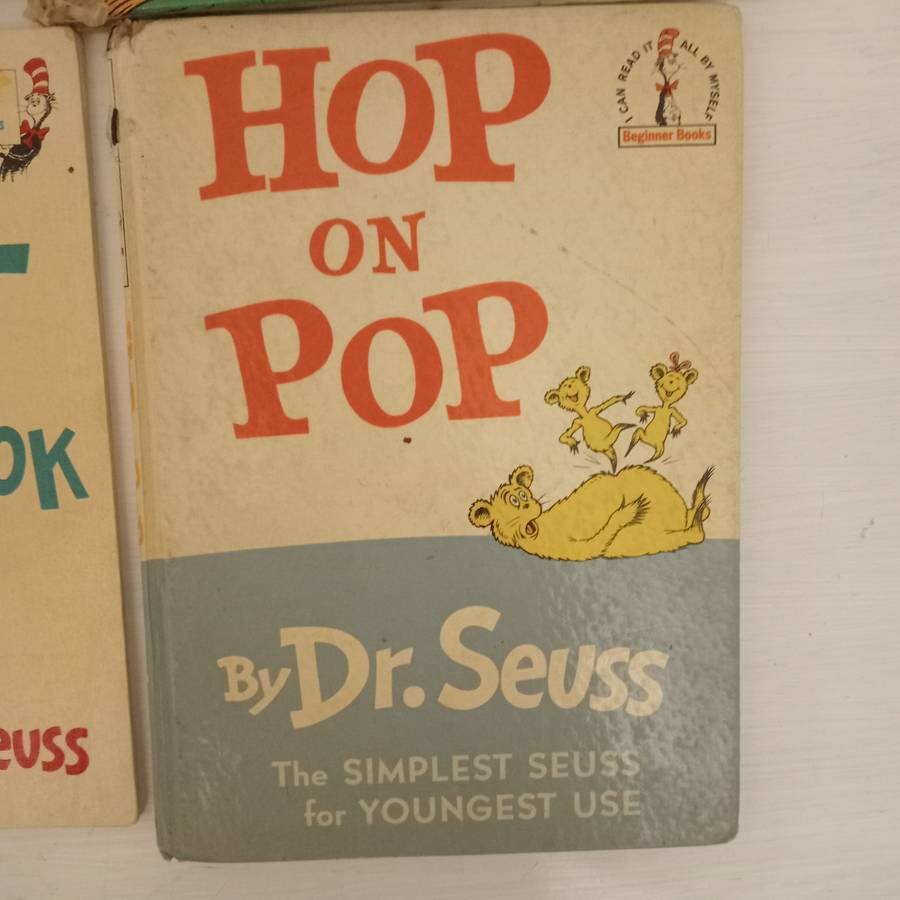 HOP
ON
POP
I CAN READ IT ALL BY MYSELF
Beginner Books
By Dr. Seuss
The SIMPLEST SEUSS
for YOUNGEST USE
OK
euss